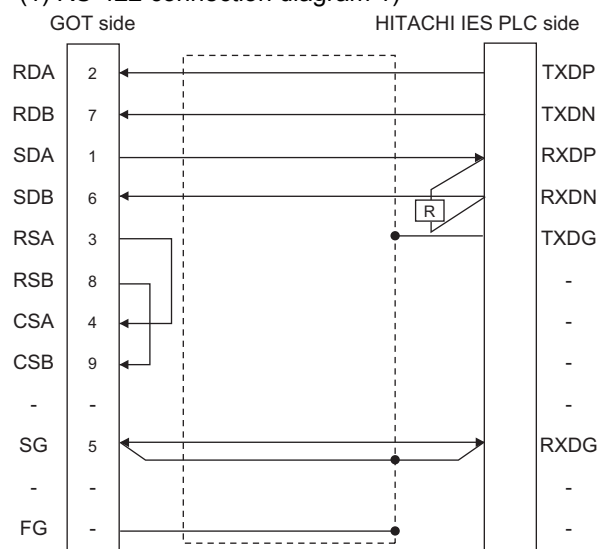 (1) RS-422 connection diagram 1)
GOT side HITACHI IES PLC side
RDA 2 TXDP
RDB 7 TXDN
SDA 1 RXDP
SDB 6 RXDN
R
RSA 3 TXDG
RSB 8 -
CSA 4 -
CSB 9 -
- - -
SG 5 RXDG
- - -
FG - -